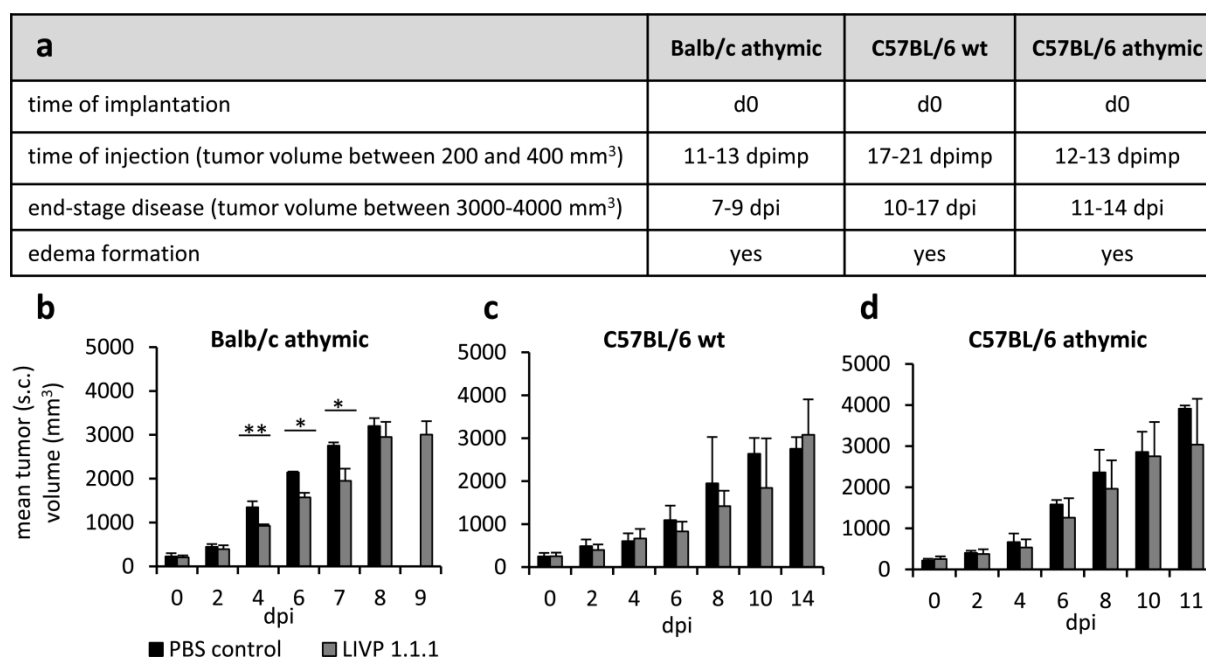 a Balb/c athymic C57BL/6 wt C57BL/6 athymic
time of implantation d0 d0 d0
time of injection (tumor volume between 200 and 400 mm³) 11-13 dpimp 17-21 dpimp 12-13 dpimp
end-stage disease (tumor volume between 3000-4000 mm³) 7-9 dpi 10-17 dpi 11-14 dpi
edema formation yes yes yes
b
Balb/c athymic
mean tumor (s.c.)
volume (mm³)
5000
4000
3000
2000
1000
0
** * *
0 2 4 6 7 8 9
dpi
c
C57BL/6 wt
5000
4000
3000
2000
1000
0
0 2 4 6 8 10 14
dpi
d
C57BL/6 athymic
5000
4000
3000
2000
1000
0
0 2 4 6 8 10 11
dpi
PBS control LIVP 1.1.1